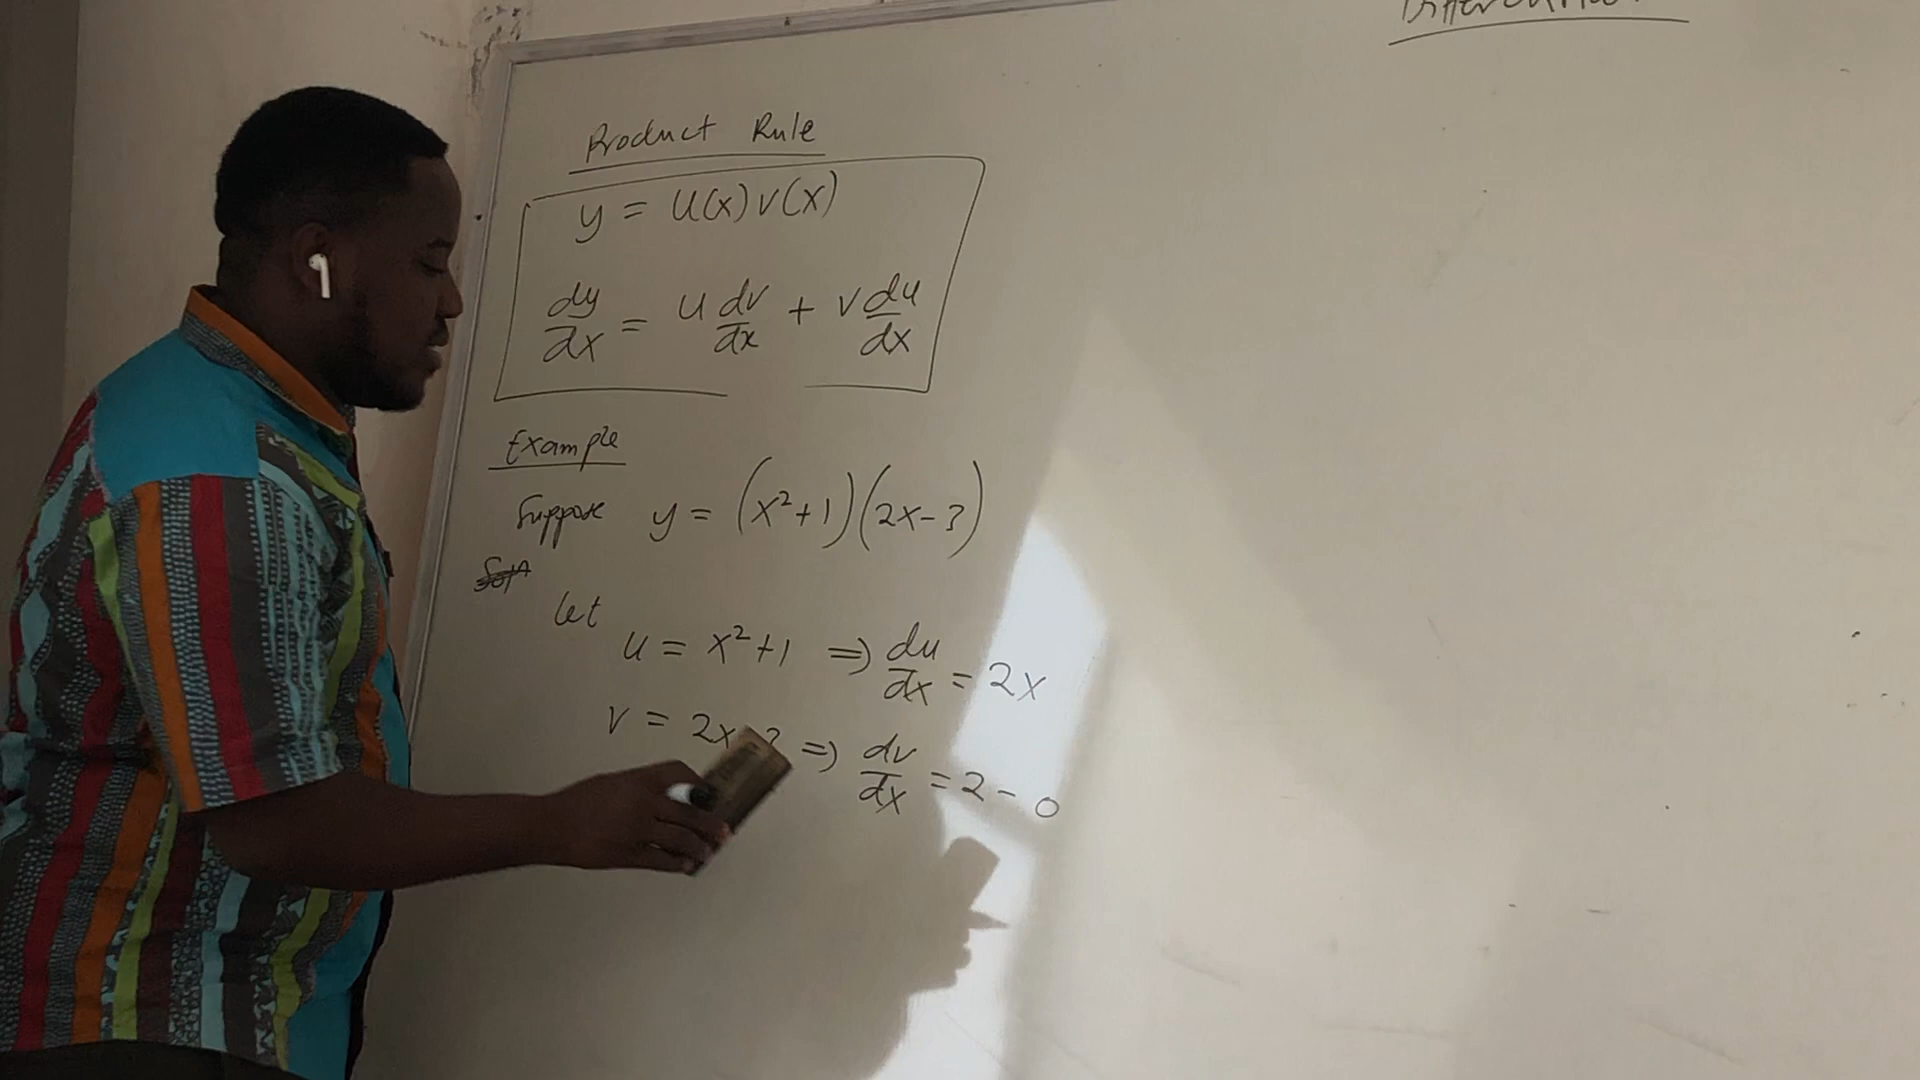 Product Rule
y = u(x)v(x)
dy/dx = u dv/dx + v du/dx
Example
Suppose y = (x²+1)(2x-3)
Soln
let
u = x²+1 ⇒ du/dx = 2x
v = 2x ⇒ dv/dx = 2 - 0